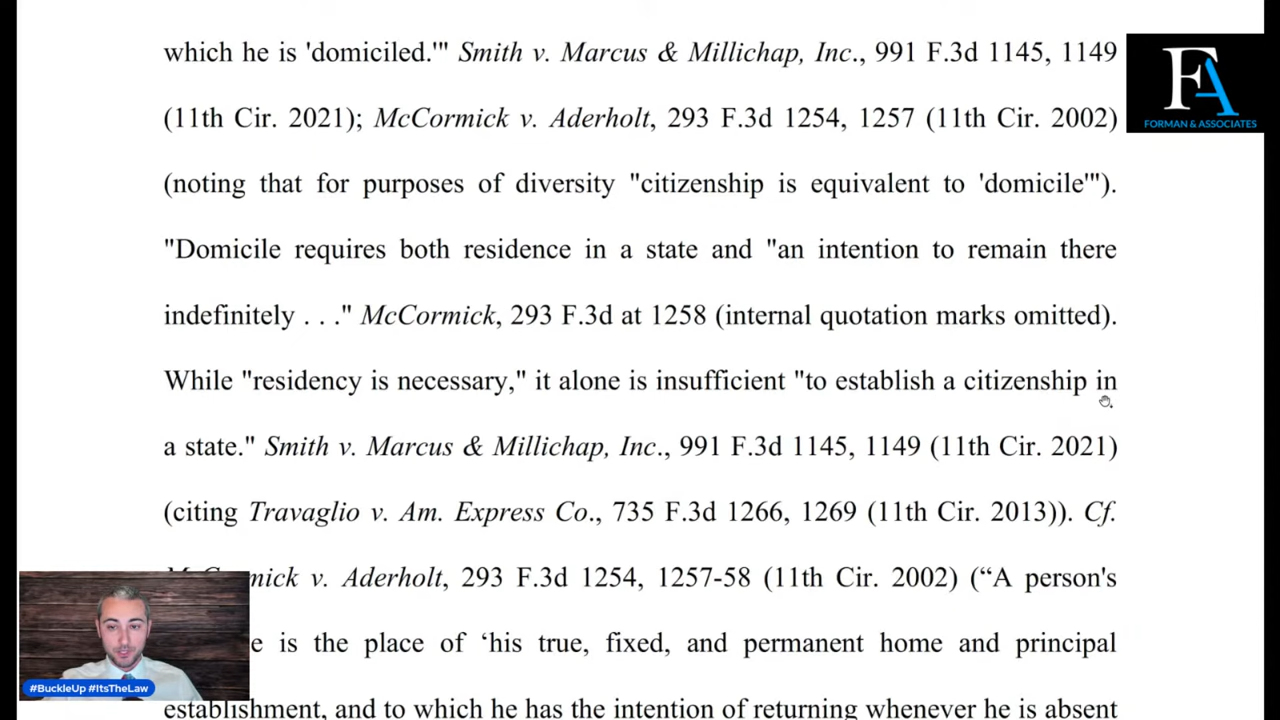 which he is 'domiciled.'" Smith v. Marcus & Millichap, Inc., 991 F.3d 1145, 1149
(11th Cir. 2021); McCormick v. Aderholt, 293 F.3d 1254, 1257 (11th Cir. 2002)
(noting that for purposes of diversity "citizenship is equivalent to 'domicile'").
"Domicile requires both residence in a state and "an intention to remain there
indefinitely . . ." McCormick, 293 F.3d at 1258 (internal quotation marks omitted).
While "residency is necessary," it alone is insufficient "to establish a citizenship in
a state." Smith v. Marcus & Millichap, Inc., 991 F.3d 1145, 1149 (11th Cir. 2021)
(citing Travaglio v. Am. Express Co., 735 F.3d 1266, 1269 (11th Cir. 2013)). Cf.
mick v. Aderholt, 293 F.3d 1254, 1257-58 (11th Cir. 2002) (“A person's
e is the place of ‘his true, fixed, and permanent home and principal
establishment, and to which he has the intention of returning whenever he is absent
FA
FORMAN & ASSOCIATES
#BuckleUp #ItsTheLaw